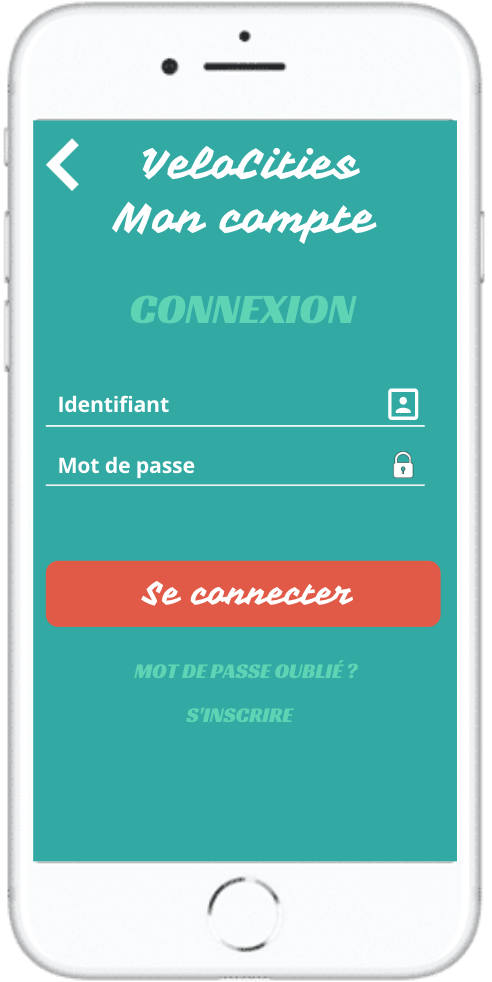 VeloCities
Mon compte
CONNEXION
Identifiant
Mot de passe
Se connecter
MOT DE PASSE OUBLIÉ ?
S'INSCRIRE